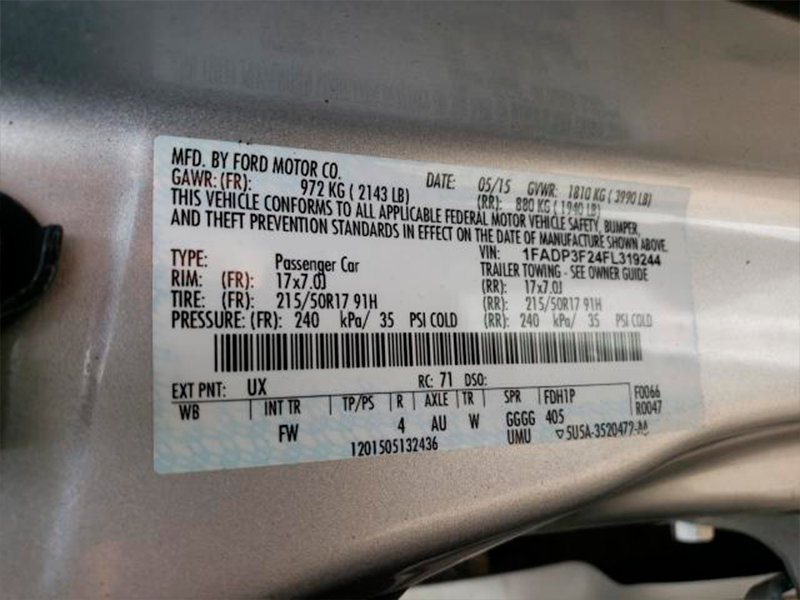 MFD. BY FORD MOTOR CO.
DATE: 05/15 GVWR: 1810 KG ( 3990 LB)
GAWR: (FR): 972 KG ( 2143 LB) (RR): 880 KG ( 1940 LB)
THIS VEHICLE CONFORMS TO ALL APPLICABLE FEDERAL MOTOR VEHICLE SAFETY, BUMPER,
AND THEFT PREVENTION STANDARDS IN EFFECT ON THE DATE OF MANUFACTURE SHOWN ABOVE.
VIN: 1FADP3F24FL319244
TYPE: Passenger Car TRAILER TOWING - SEE OWNER GUIDE
RIM: (FR): 17x7.0J (RR): 17x7.0J
TIRE: (FR): 215/50R17 91H (RR): 215/50R17 91H
PRESSURE: (FR): 240 kPa/ 35 PSI COLD (RR): 240 kPa/ 35 PSI COLD
EXT PNT: UX RC: 71 DSO:
WB INT TR TP/PS R AXLE TR SPR FDH1P F0066
FW 4 AU W GGGG 405 R0047
1201505132436 UMU ▽5U5A-3520472-